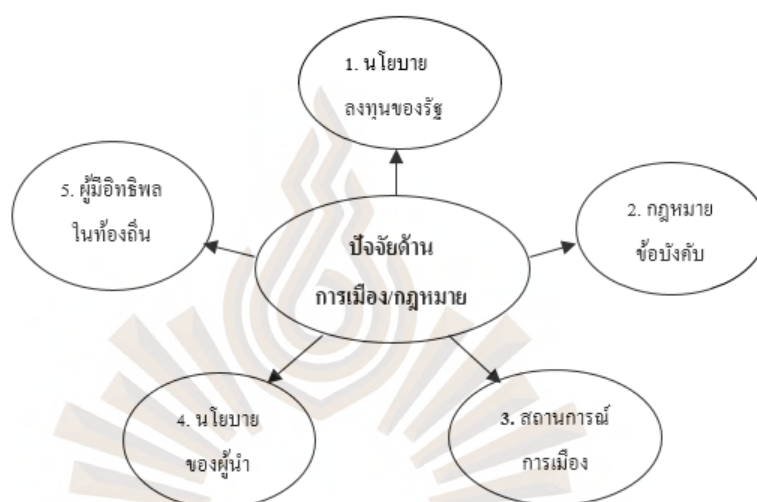 1. นโยบาย
ลงทุนของรัฐ
5. ผู้มีอิทธิพล
ในท้องถิ่น
ปัจจัยด้าน
การเมือง/กฎหมาย
2. กฎหมาย
ข้อบังคับ
4. นโยบาย
ของผู้นำ
3. สถานการณ์
การเมือง